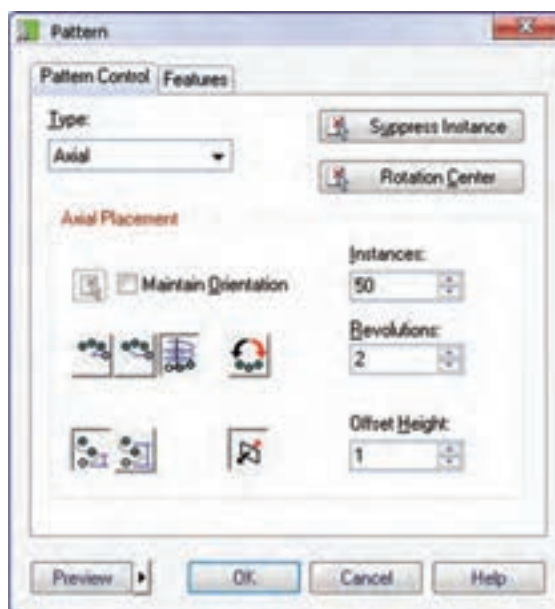 Pattern
Pattern Control Features
Type:
Axial
Suppress Instance
Rotation Center
Axial Placement
Maintain Orientation
Instances:
50
Revolutions:
2
Offset Height:
1
Preview OK Cancel Help